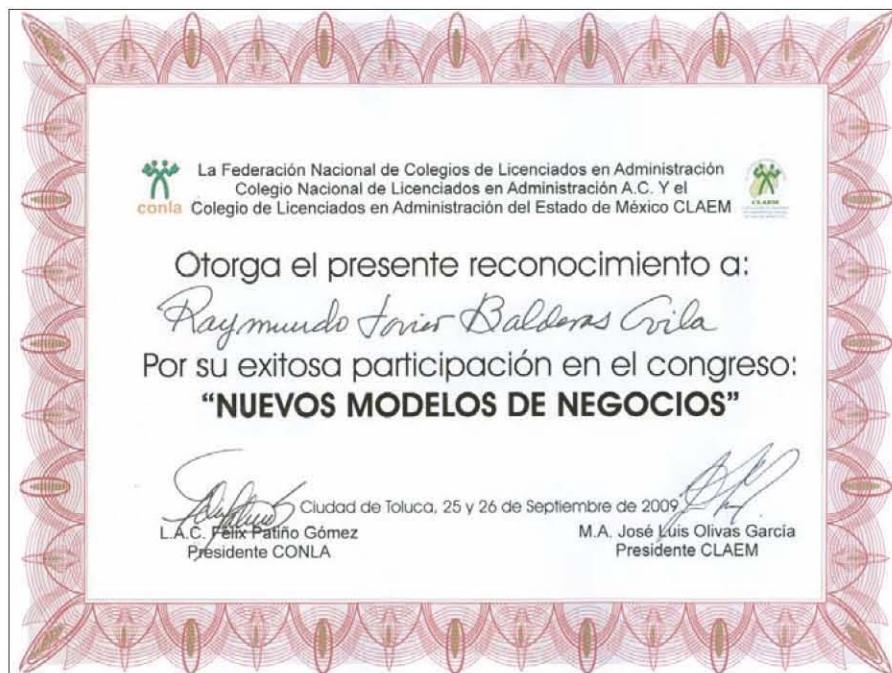 La Federación Nacional de Colegios de Licenciados en Administración
Colegio Nacional de Licenciados en Administración A.C. Y el
conla Colegio de Licenciados en Administración del Estado de México CLAEM
CLAEM
Otorga el presente reconocimiento a:
Raymundo Javier Balderas Avila
Por su exitosa participación en el congreso:
“NUEVOS MODELOS DE NEGOCIOS”
Ciudad de Toluca, 25 y 26 de Septiembre de 2009
L.A.C. Félix Patiño Gómez
Presidente CONLA
M.A. José Luis Olivas García
Presidente CLAEM